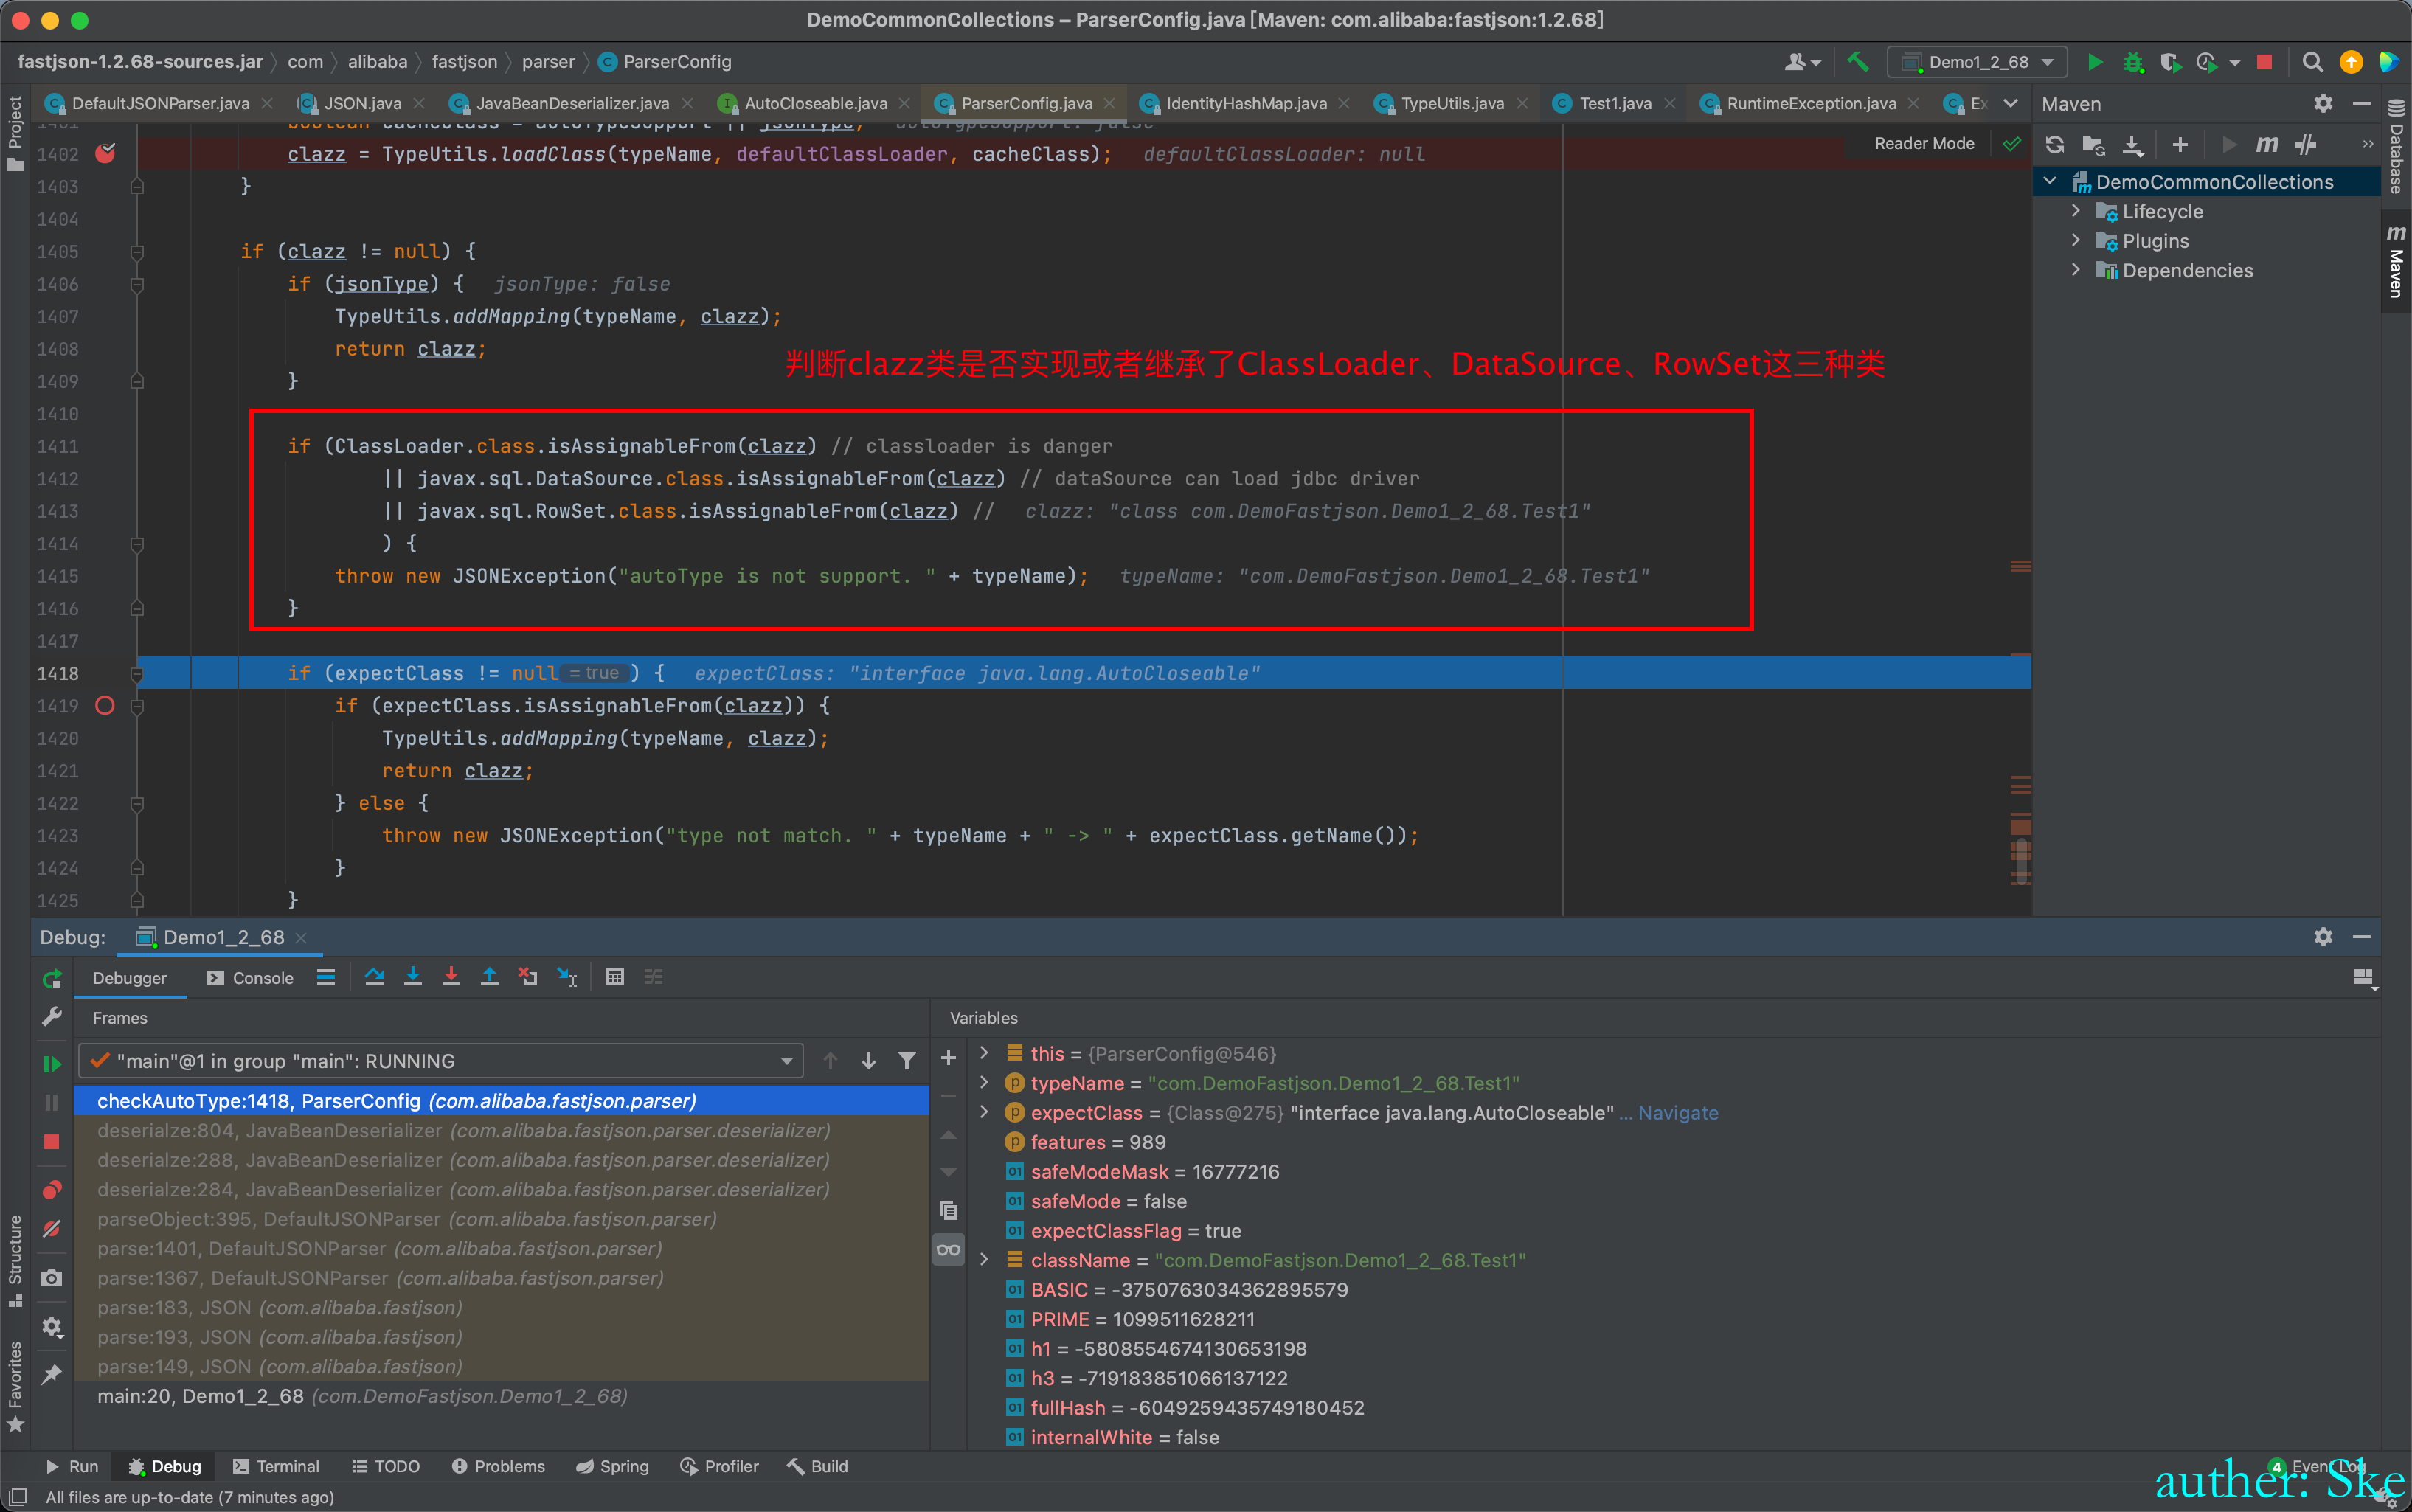 DemoCommonCollections – ParserConfig.java [Maven: com.alibaba:fastjson:1.2.68]
fastjson-1.2.68-sources.jar com alibaba fastjson parser ParserConfig
Demo1_2_68
DefaultJSONParser.java JSON.java JavaBeanDeserializer.java AutoCloseable.java ParserConfig.java IdentityHashMap.java TypeUtils.java Test1.java RuntimeException.java Ex
Maven
Project
Database
Maven
Reader Mode
1402 clazz = TypeUtils.loadClass(typeName, defaultClassLoader, cacheClass); defaultClassLoader: null
1403 }
1404
1405 if (clazz != null) {
1406 if (jsonType) { jsonType: false
1407 TypeUtils.addMapping(typeName, clazz);
1408 return clazz;
判断clazz类是否实现或者继承了ClassLoader、DataSource、RowSet这三种类
1409 }
1410
1411 if (ClassLoader.class.isAssignableFrom(clazz) // classloader is danger
1412 || javax.sql.DataSource.class.isAssignableFrom(clazz) // dataSource can load jdbc driver
1413 || javax.sql.RowSet.class.isAssignableFrom(clazz) // clazz: "class com.DemoFastjson.Demo1_2_68.Test1"
1414 ) {
1415 throw new JSONException("autoType is not support. " + typeName); typeName: "com.DemoFastjson.Demo1_2_68.Test1"
1416 }
1417
1418 if (expectClass != null = true ) { expectClass: "interface java.lang.AutoCloseable"
1419 if (expectClass.isAssignableFrom(clazz)) {
1420 TypeUtils.addMapping(typeName, clazz);
1421 return clazz;
1422 } else {
1423 throw new JSONException("type not match. " + typeName + " -> " + expectClass.getName());
1424 }
1425 }
DemoCommonCollections
Lifecycle
Plugins
Dependencies
Debug: Demo1_2_68
Debugger Console
Frames
"main"@1 in group "main": RUNNING
checkAutoType:1418, ParserConfig (com.alibaba.fastjson.parser)
deserialze:804, JavaBeanDeserializer (com.alibaba.fastjson.parser.deserializer)
deserialze:288, JavaBeanDeserializer (com.alibaba.fastjson.parser.deserializer)
deserialze:284, JavaBeanDeserializer (com.alibaba.fastjson.parser.deserializer)
parseObject:395, DefaultJSONParser (com.alibaba.fastjson.parser)
parse:1401, DefaultJSONParser (com.alibaba.fastjson.parser)
parse:1367, DefaultJSONParser (com.alibaba.fastjson.parser)
parse:183, JSON (com.alibaba.fastjson)
parse:193, JSON (com.alibaba.fastjson)
parse:149, JSON (com.alibaba.fastjson)
main:20, Demo1_2_68 (com.DemoFastjson.Demo1_2_68)
Variables
this = {ParserConfig@546}
typeName = "com.DemoFastjson.Demo1_2_68.Test1"
expectClass = {Class@275} "interface java.lang.AutoCloseable" ... Navigate
features = 989
safeModeMask = 16777216
safeMode = false
expectClassFlag = true
className = "com.DemoFastjson.Demo1_2_68.Test1"
BASIC = -3750763034362895579
PRIME = 1099511628211
h1 = -5808554674130653198
h3 = -719183851066137122
fullHash = -6049259435749180452
internalWhite = false
Structure
Favorites
Run Debug Terminal TODO Problems Spring Profiler Build 4 Event Log
All files are up-to-date (7 minutes ago)
auther: Ske